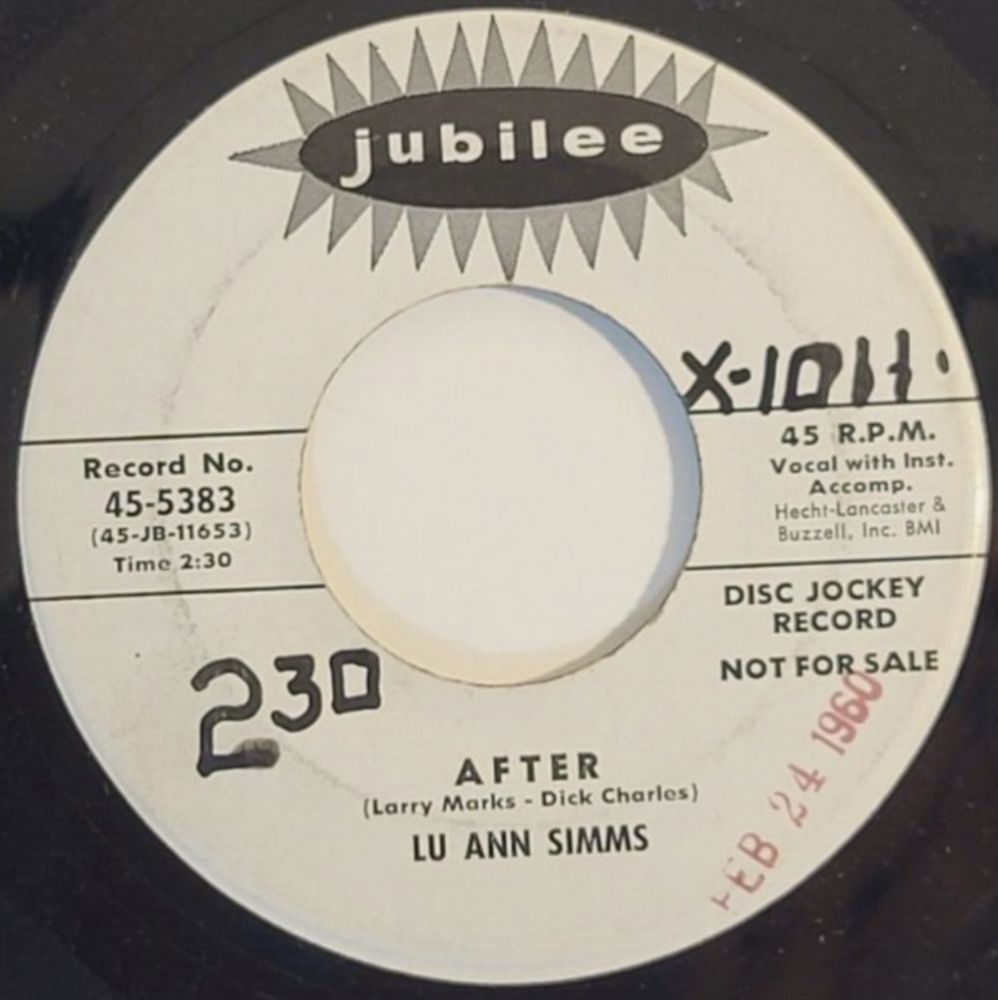 jubilee
X-1011.
Record No.
45-5383
(45-JB-11653)
Time 2:30
45 R.P.M.
Vocal with Inst.
Accomp.
Hecht-Lancaster &
Buzzell, Inc. BMI
DISC JOCKEY
RECORD
NOT FOR SALE
230
FEB 24 1960
AFTER
(Larry Marks - Dick Charles)
LU ANN SIMMS